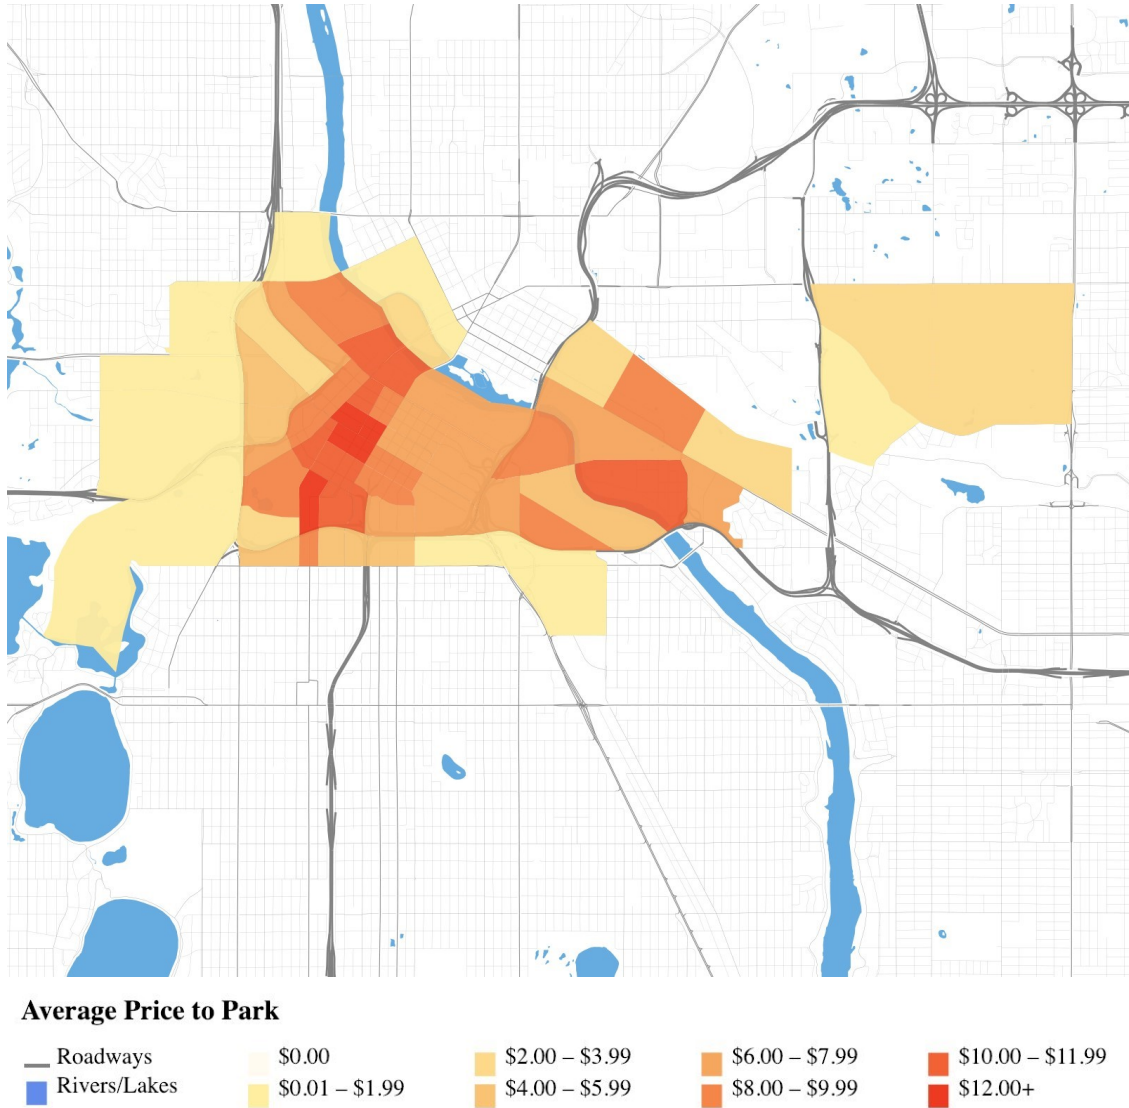 Average Price to Park
Roadways $0.00 $2.00 – $3.99 $6.00 – $7.99 $10.00 – $11.99
Rivers/Lakes $0.01 – $1.99 $4.00 – $5.99 $8.00 – $9.99 $12.00+